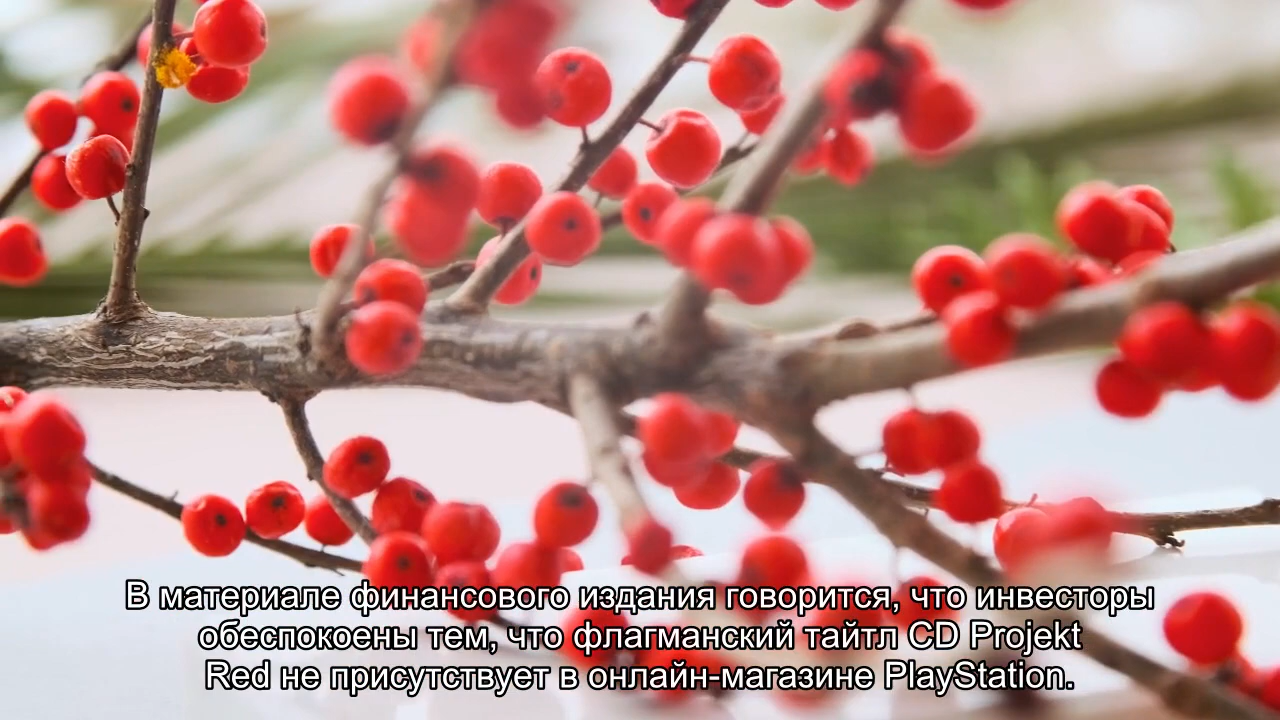 В материале финансового издания говорится, что инвесторы
обеспокоены тем, что флагманский тайтл CD Projekt
Red не присутствует в онлайн-магазине PlayStation.